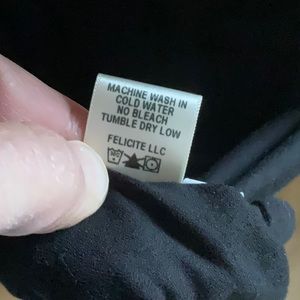 MACHINE WASH IN
COLD WATER
NO BLEACH
TUMBLE DRY LOW
FELICITE LLC